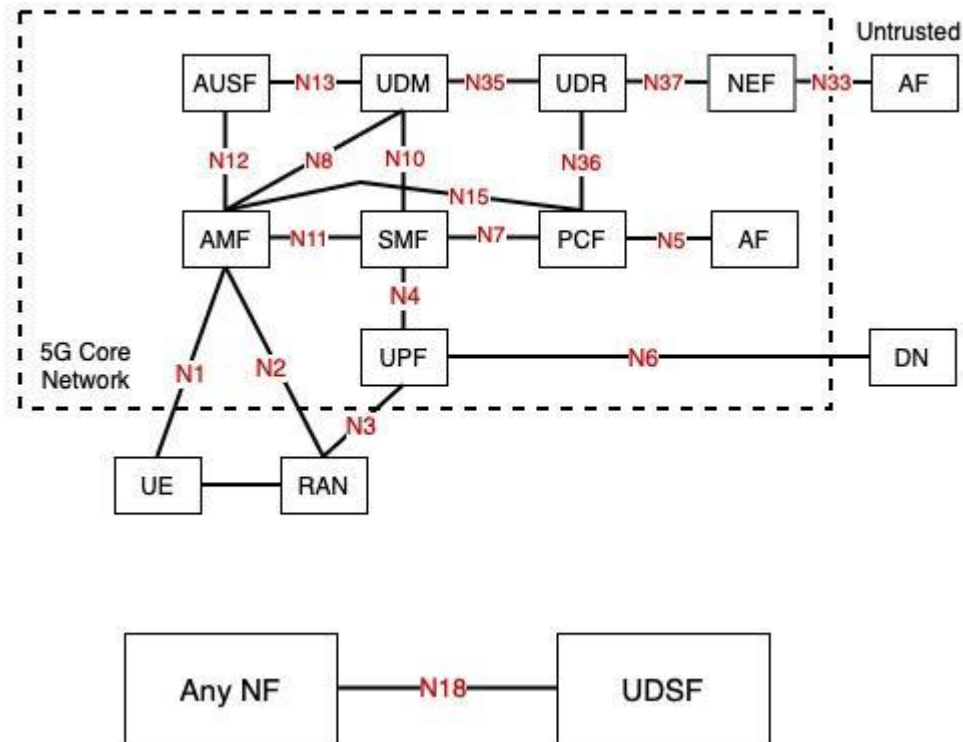 Untrusted
AUSF N13 UDM N35 UDR N37 NEF N33 AF
N12 N8 N10 N36
N15
AMF N11 SMF N7 PCF N5 AF
N4
5G Core
Network
N1 N2 UPF N6 DN
N3
UE RAN
Any NF N18 UDSF